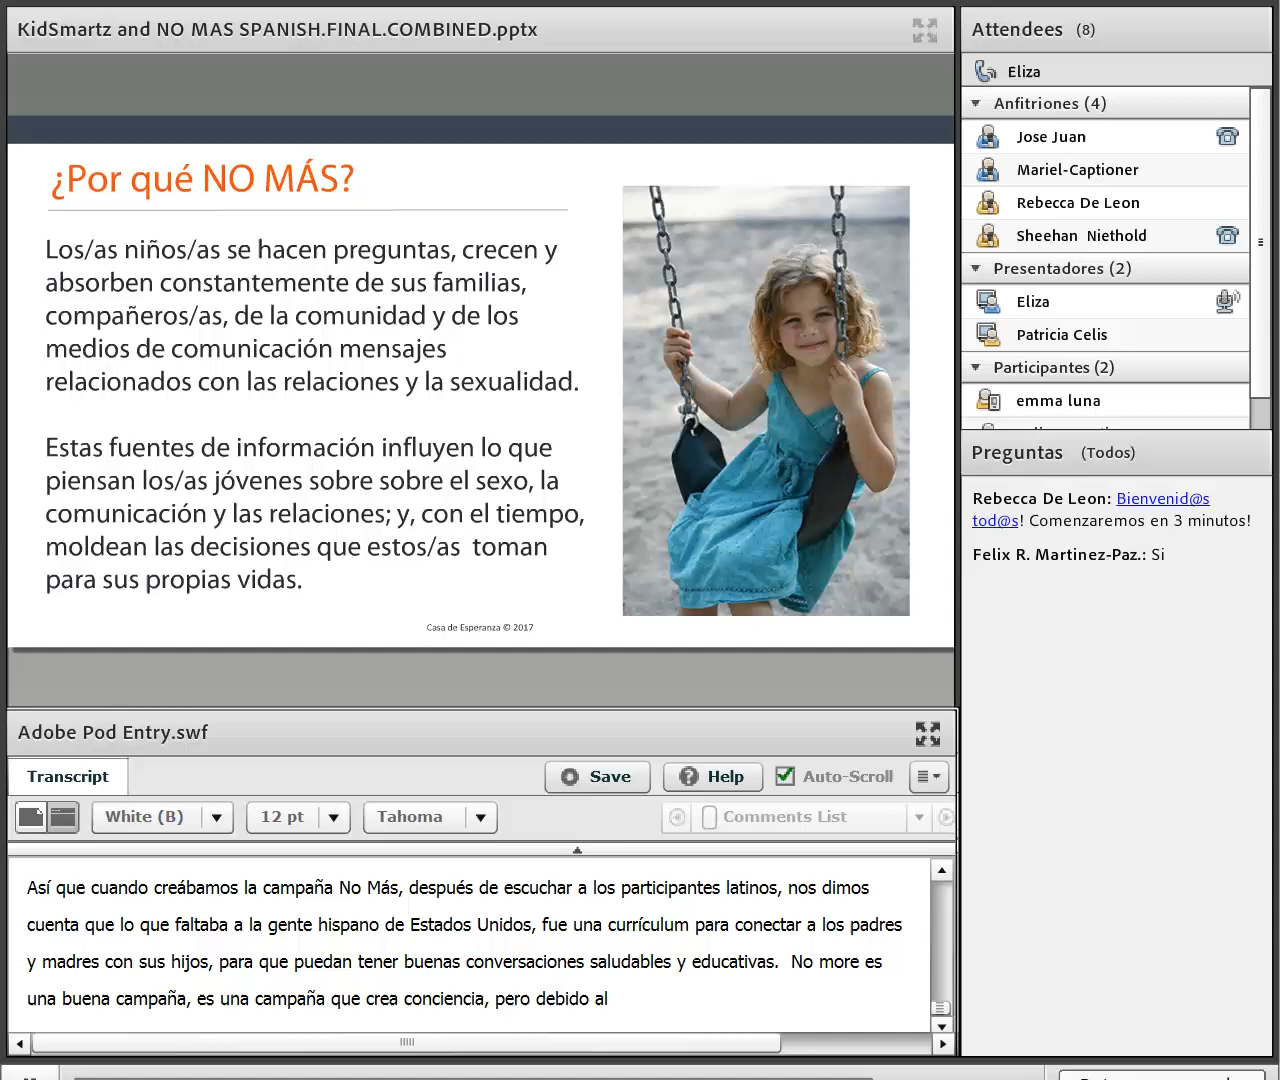 KidSmartz and NO MAS SPANISH.FINAL.COMBINED.pptx
¿Por qué NO MÁS?
Los/as niños/as se hacen preguntas, crecen y
absorben constantemente de sus familias,
compañeros/as, de la comunidad y de los
medios de comunicación mensajes
relacionados con las relaciones y la sexualidad.
Estas fuentes de información influyen lo que
piensan los/as jóvenes sobre sobre el sexo, la
comunicación y las relaciones; y, con el tiempo,
moldean las decisiones que estos/as toman
para sus propias vidas.
Casa de Esperanza © 2017
Attendees (8)
Eliza
Anfitriones (4)
Jose Juan
Mariel-Captioner
Rebecca De Leon
Sheehan Niethold
Presentadores (2)
Eliza
Patricia Celis
Participantes (2)
emma luna
Preguntas (Todos)
Rebecca De Leon: Bienvenid@s
tod@s! Comenzaremos en 3 minutos!
Felix R. Martinez-Paz.: Si
Adobe Pod Entry.swf
Transcript
Save
Help
Auto-Scroll
White (B)
12 pt
Tahoma
Comments List
Así que cuando creábamos la campaña No Más, después de escuchar a los participantes latinos, nos dimos
cuenta que lo que faltaba a la gente hispano de Estados Unidos, fue una currículum para conectar a los padres
y madres con sus hijos, para que puedan tener buenas conversaciones saludables y educativas. No more es
una buena campaña, es una campaña que crea conciencia, pero debido al